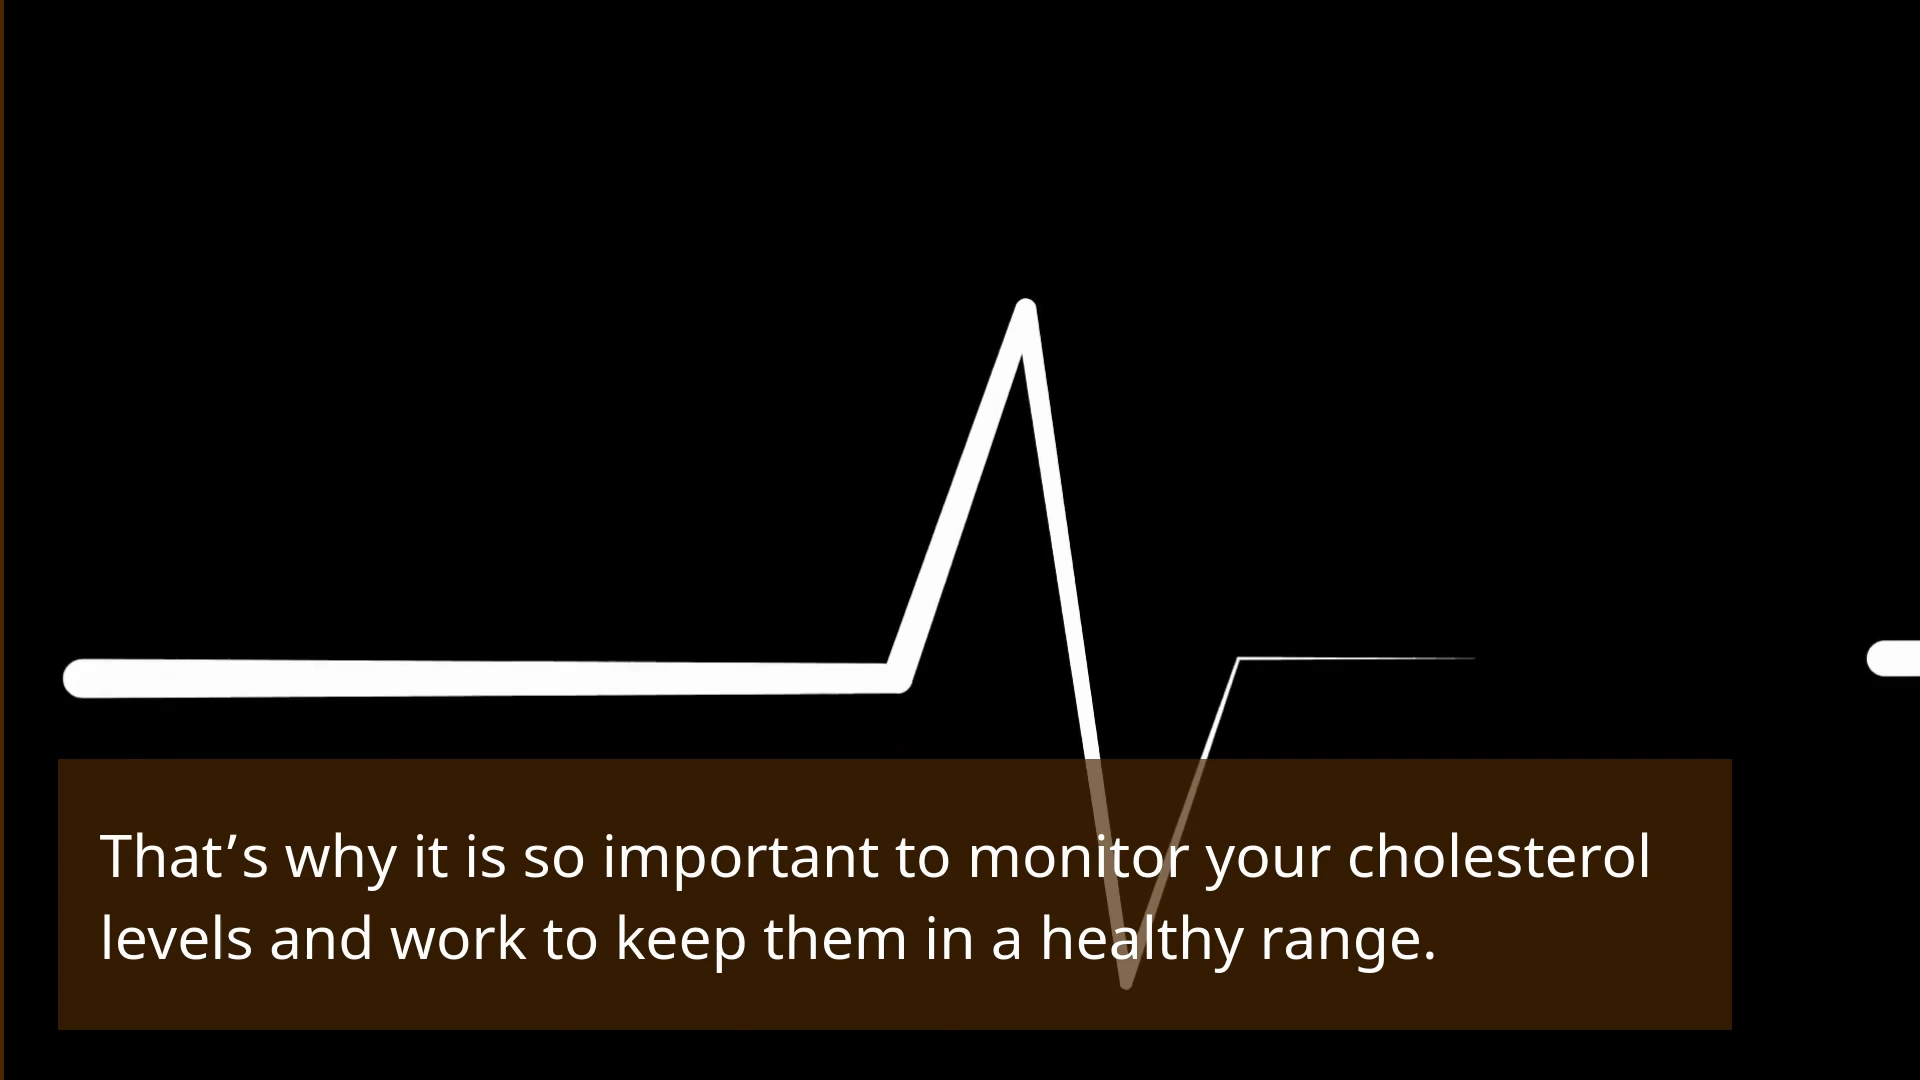 That’s why it is so important to monitor your cholesterol
levels and work to keep them in a healthy range.